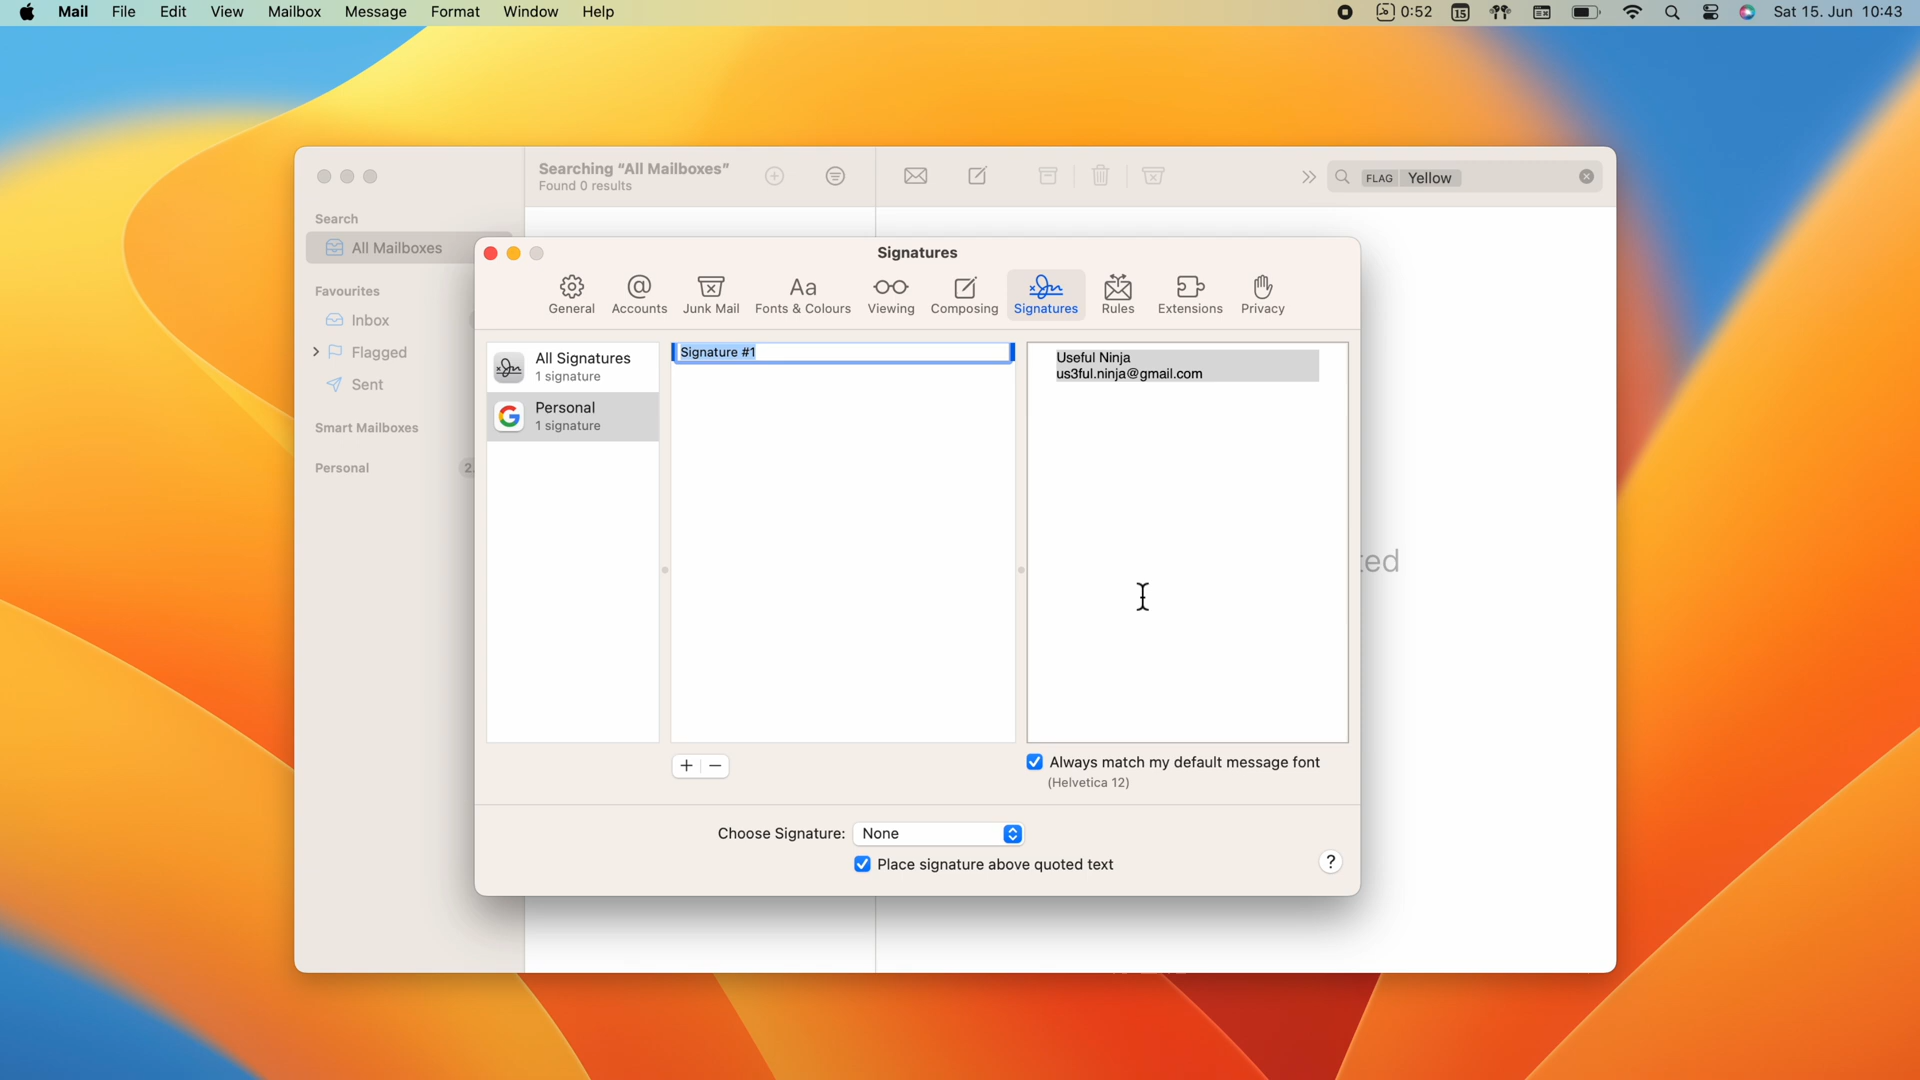 Mail File Edit View Mailbox Message Format Window Help 0:52 15 Sat 15. Jun 10:43
Searching “All Mailboxes”
Found 0 results
FLAG Yellow
Search
All Mailboxes
Favourites
Inbox
Flagged
Sent
Smart Mailboxes
Personal 2
Signatures
General Accounts Junk Mail Fonts & Colours Viewing Composing Signatures Rules Extensions Privacy
All Signatures
1 signature
Personal
1 signature
Signature #1
Useful Ninja
us3ful.ninja@gmail.com
ted
Always match my default message font
(Helvetica 12)
Choose Signature: None
Place signature above quoted text
?